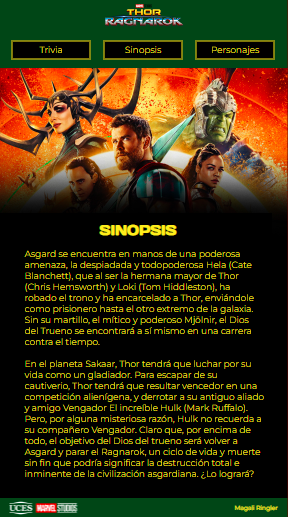 MARVEL
THOR
RAGNAROK
Trivia
Sinopsis
Personajes
SINOPSIS
Asgard se encuentra en manos de una poderosa
amenaza, la despiadada y todopoderosa Hela (Cate
Blanchett), que al ser la hermana mayor de Thor
(Chris Hemsworth) y Loki (Tom Hiddleston), ha
robado el trono y ha encarcelado a Thor, enviándole
como prisionero hasta el otro extremo de la galaxia.
Sin su martillo, el mítico y poderoso Mjölnir, el Dios
del Trueno se encontrará a sí mismo en una carrera
contra el tiempo.
En el planeta Sakaar, Thor tendrá que luchar por su
vida como un gladiador. Para escapar de su
cautiverio, Thor tendrá que resultar vencedor en una
competición alienígena, y derrotar a su antiguo aliado
y amigo Vengador El increíble Hulk (Mark Ruffalo).
Pero, por alguna misteriosa razón, Hulk no recuerda a
su compañero Vengador. Claro que, por encima de
todo, el objetivo del Dios del trueno será volver a
Asgard y parar el Ragnarok, un ciclo de vida y muerte
sin fin que podría significar la destrucción total e
inminente de la civilización asgardiana. ¿Lo logrará?
UCES MARVEL STUDIOS
Magali Ringler